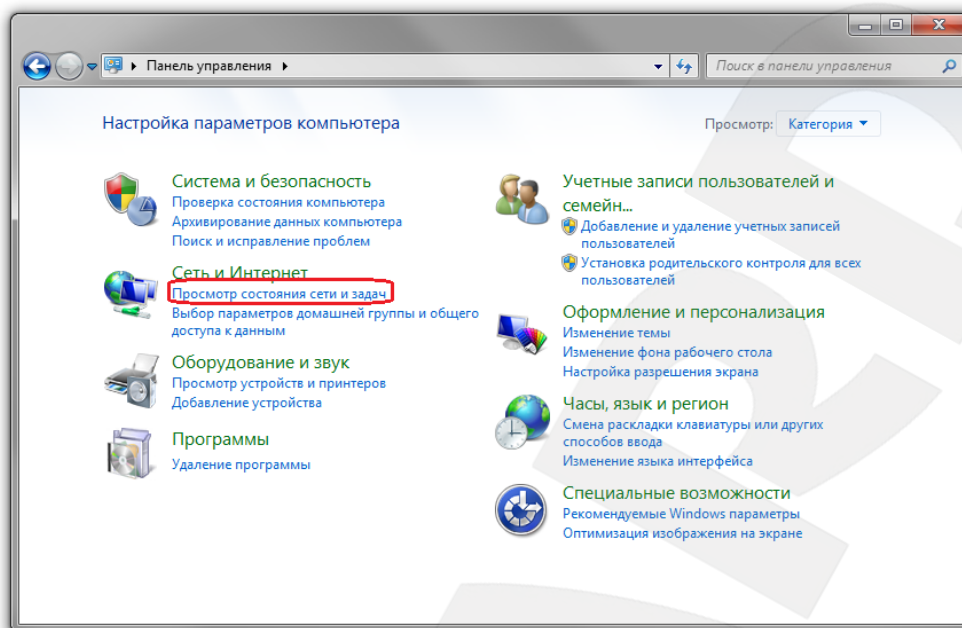 Панель управления
Поиск в панели управления
Настройка параметров компьютера
Просмотр: Категория
Система и безопасность
Проверка состояния компьютера
Архивирование данных компьютера
Поиск и исправление проблем
Сеть и Интернет
Просмотр состояния сети и задач
Выбор параметров домашней группы и общего
доступа к данным
Оборудование и звук
Просмотр устройств и принтеров
Добавление устройства
Программы
Удаление программы
Учетные записи пользователей и
семейн...
Добавление и удаление учетных записей
пользователей
Установка родительского контроля для всех
пользователей
Оформление и персонализация
Изменение темы
Изменение фона рабочего стола
Настройка разрешения экрана
Часы, язык и регион
Смена раскладки клавиатуры или других
способов ввода
Изменение языка интерфейса
Специальные возможности
Рекомендуемые Windows параметры
Оптимизация изображения на экране